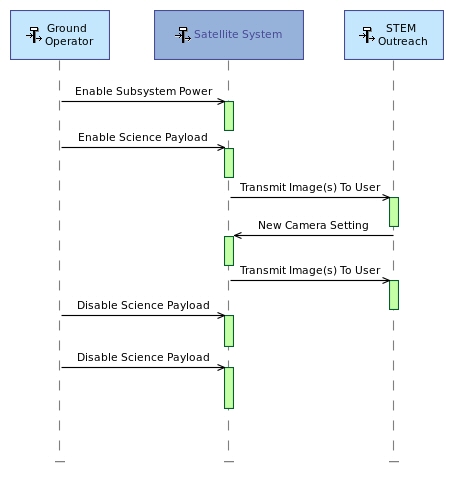 Ground
Operator
Satellite System
STEM
Outreach
Enable Subsystem Power
Enable Science Payload
Transmit Image(s) To User
New Camera Setting
Transmit Image(s) To User
Disable Science Payload
Disable Science Payload